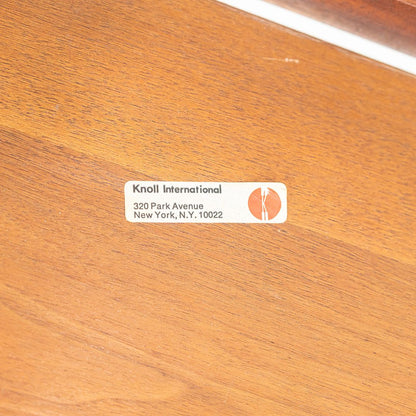 Knoll International
320 Park Avenue
New York, N.Y. 10022